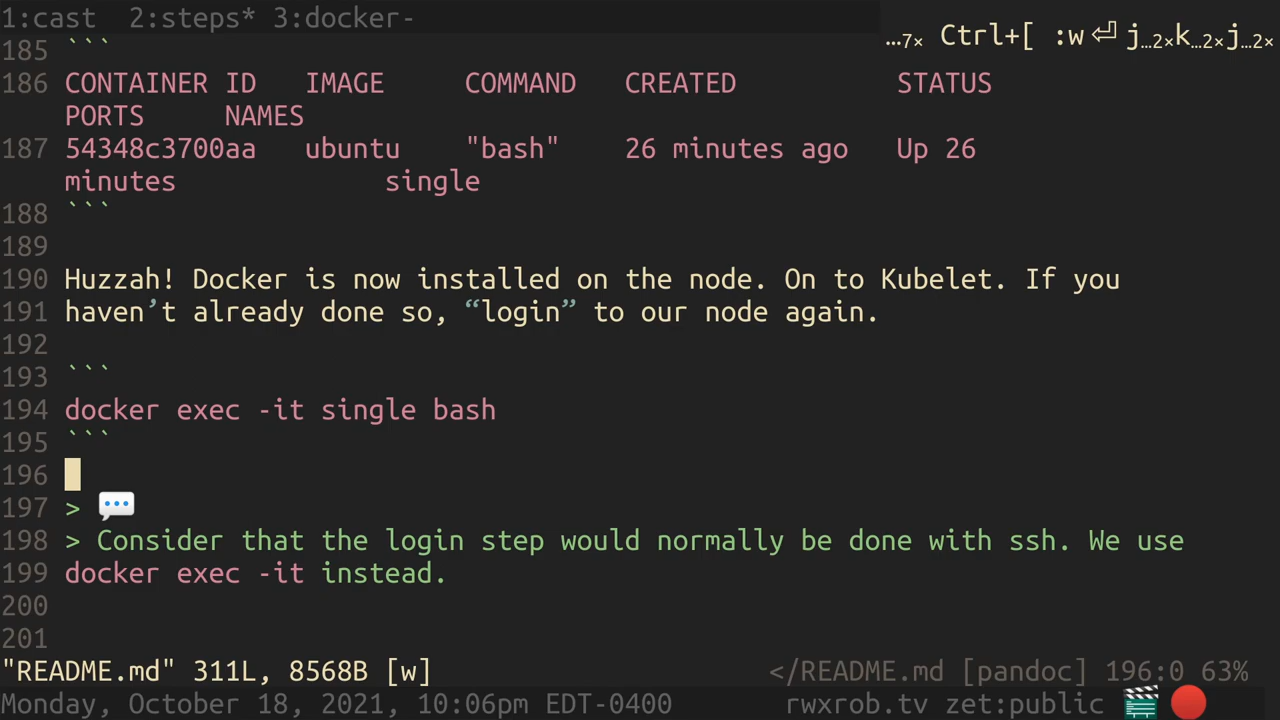 1:cast  2:steps* 3:docker-
…7× Ctrl+[ :w⏎ j…2×k…2×j…2×
185 ```
186 CONTAINER ID   IMAGE     COMMAND   CREATED          STATUS
PORTS     NAMES
187 54348c3700aa   ubuntu    "bash"    26 minutes ago   Up 26
minutes             single
188 ```
189
190 Huzzah! Docker is now installed on the node. On to Kubelet. If you
191 haven’t already done so, “login” to our node again.
192
193 ```
194 docker exec -it single bash
195 ```
196
197 > 💬
198 > Consider that the login step would normally be done with ssh. We use
199 docker exec -it instead.
200
201
"README.md" 311L, 8568B [w]    </README.md [pandoc] 196:0 63%
Monday, October 18, 2021, 10:06pm EDT-0400    rwxrob.tv zet:public 🎬 🔴